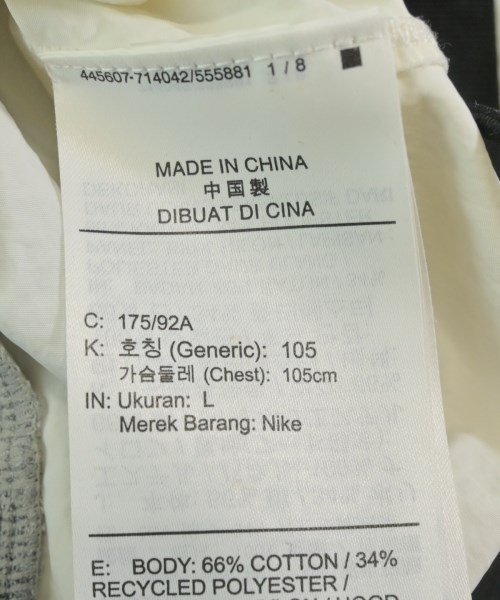 445607-714042/555881 1/8
MADE IN CHINA
中国製
DIBUAT DI CINA
C: 175/92A
K: 호칭 (Generic): 105
가슴둘레 (Chest): 105cm
IN: Ukuran: L
Merek Barang: Nike
E: BODY: 66% COTTON / 34%
RECYCLED POLYESTER /